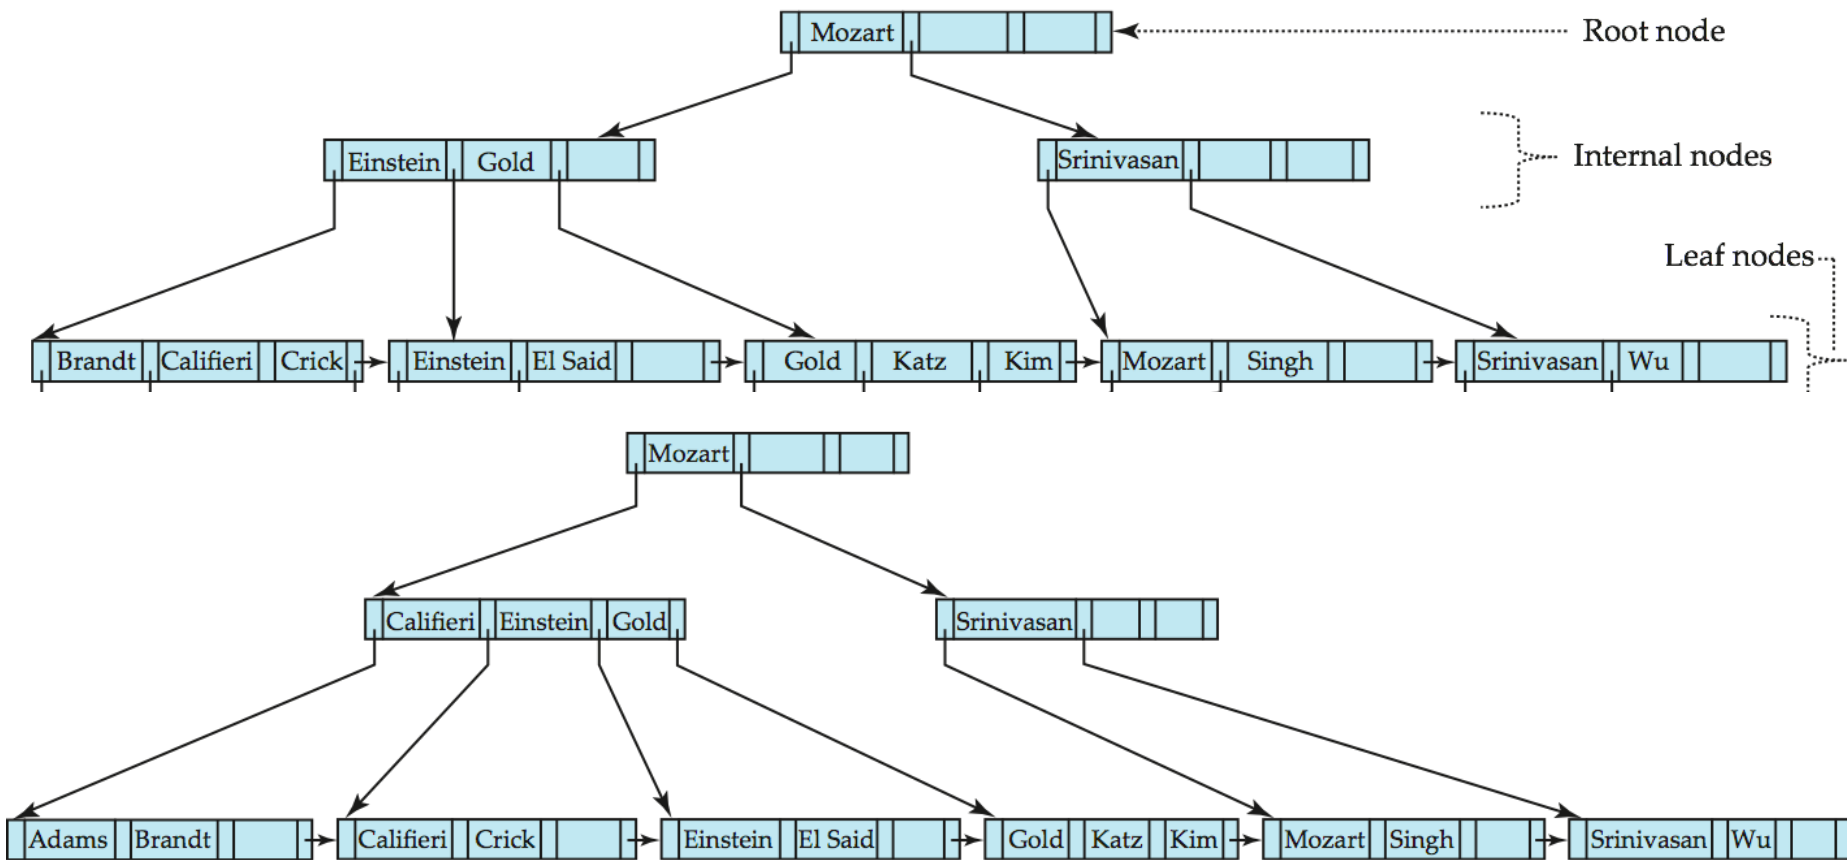 Mozart Root node
Einstein Gold Srinivasan Internal nodes
Leaf nodes
Brandt Califieri Crick Einstein El Said Gold Katz Kim Mozart Singh Srinivasan Wu
Mozart
Califieri Einstein Gold Srinivasan
Adams Brandt Califieri Crick Einstein El Said Gold Katz Kim Mozart Singh Srinivasan Wu